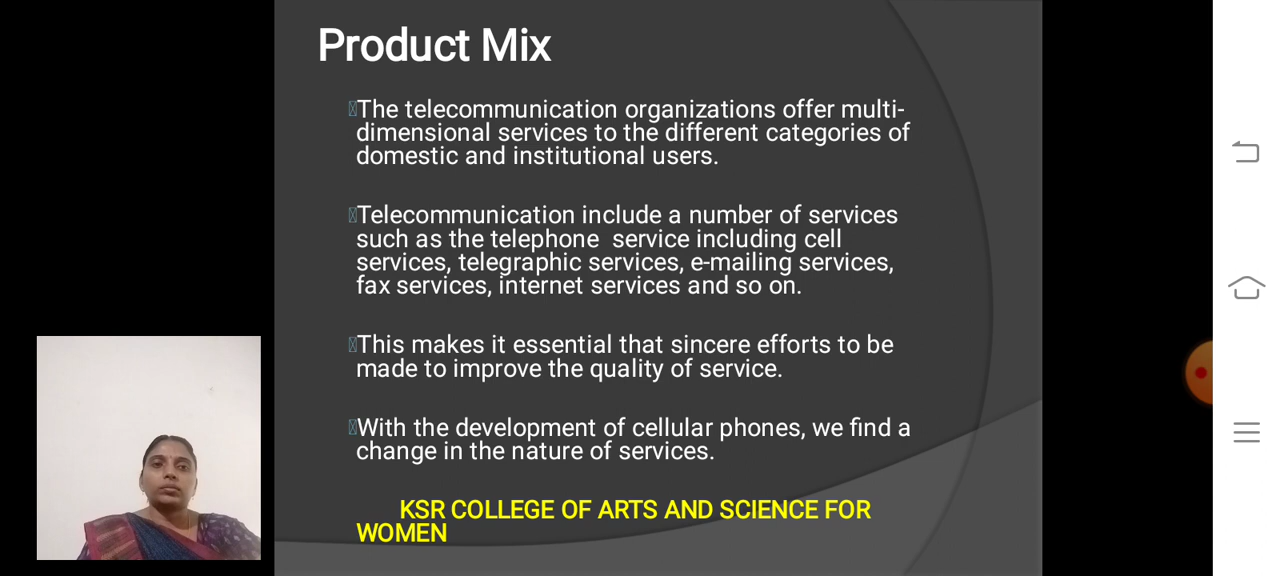 Product Mix
The telecommunication organizations offer multi-
dimensional services to the different categories of
domestic and institutional users.
Telecommunication include a number of services
such as the telephone  service including cell
services, telegraphic services, e-mailing services,
fax services, internet services and so on.
This makes it essential that sincere efforts to be
made to improve the quality of service.
With the development of cellular phones, we find a
change in the nature of services.
KSR COLLEGE OF ARTS AND SCIENCE FOR
WOMEN